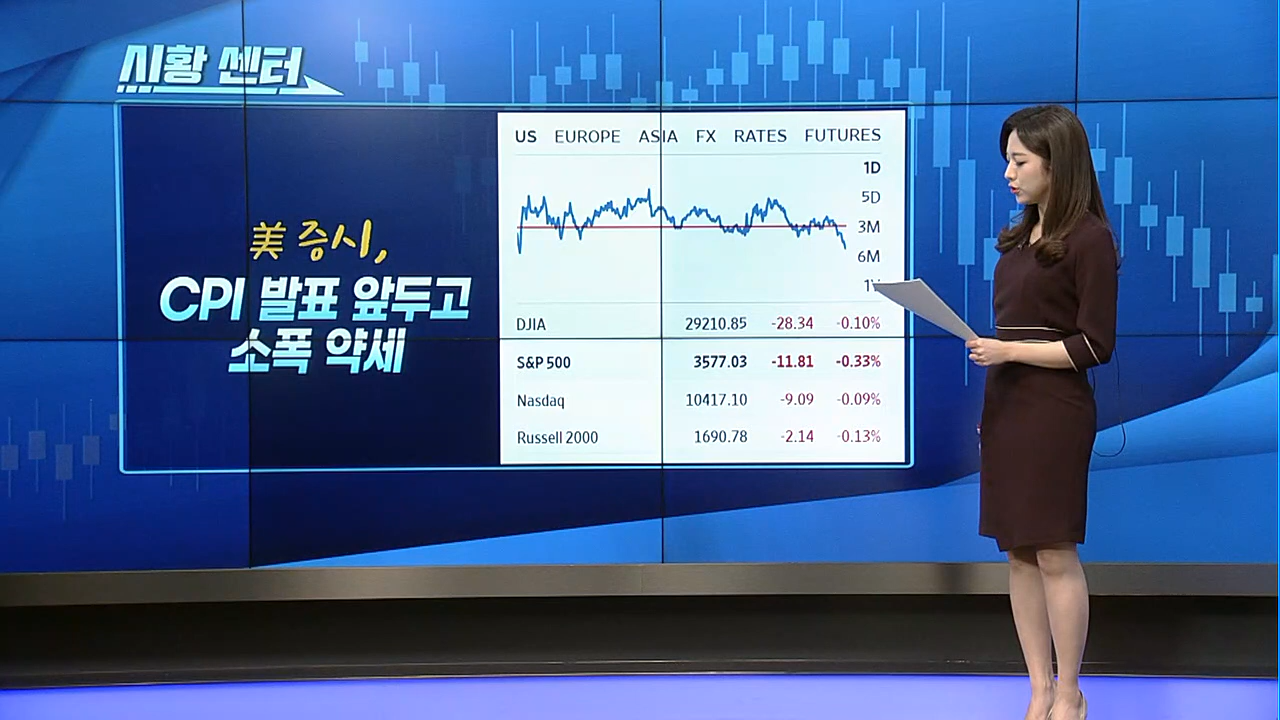 시황 센터
美 증시,
CPI 발표 앞두고
소폭 약세
US EUROPE ASIA FX RATES FUTURES
1D
5D
3M
6M
DJIA 29210.85 -28.34 -0.10%
S&P 500 3577.03 -11.81 -0.33%
Nasdaq 10417.10 -9.09 -0.09%
Russell 2000 1690.78 -2.14 -0.13%